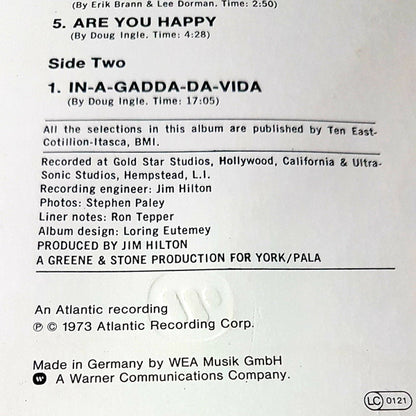 (By Erik Brann & Lee Dorman. Time: 2:50)
5. ARE YOU HAPPY
(By Doug Ingle. Time: 4:28)
Side Two
1. IN-A-GADDA-DA-VIDA
(By Doug Ingle. Time: 17:05)
All the selections in this album are published by Ten East-
Cotillion-Itasca, BMI.
Recorded at Gold Star Studios, Hollywood, California & Ultra-
Sonic Studios, Hempstead, L.I.
Recording engineer: Jim Hilton
Photos: Stephen Paley
Liner notes: Ron Tepper
Album design: Loring Eutemey
PRODUCED BY JIM HILTON
A GREENE & STONE PRODUCTION FOR YORK/PALA
An Atlantic recording
℗ © 1973 Atlantic Recording Corp.
Made in Germany by WEA Musik GmbH
A Warner Communications Company.
LC 0121